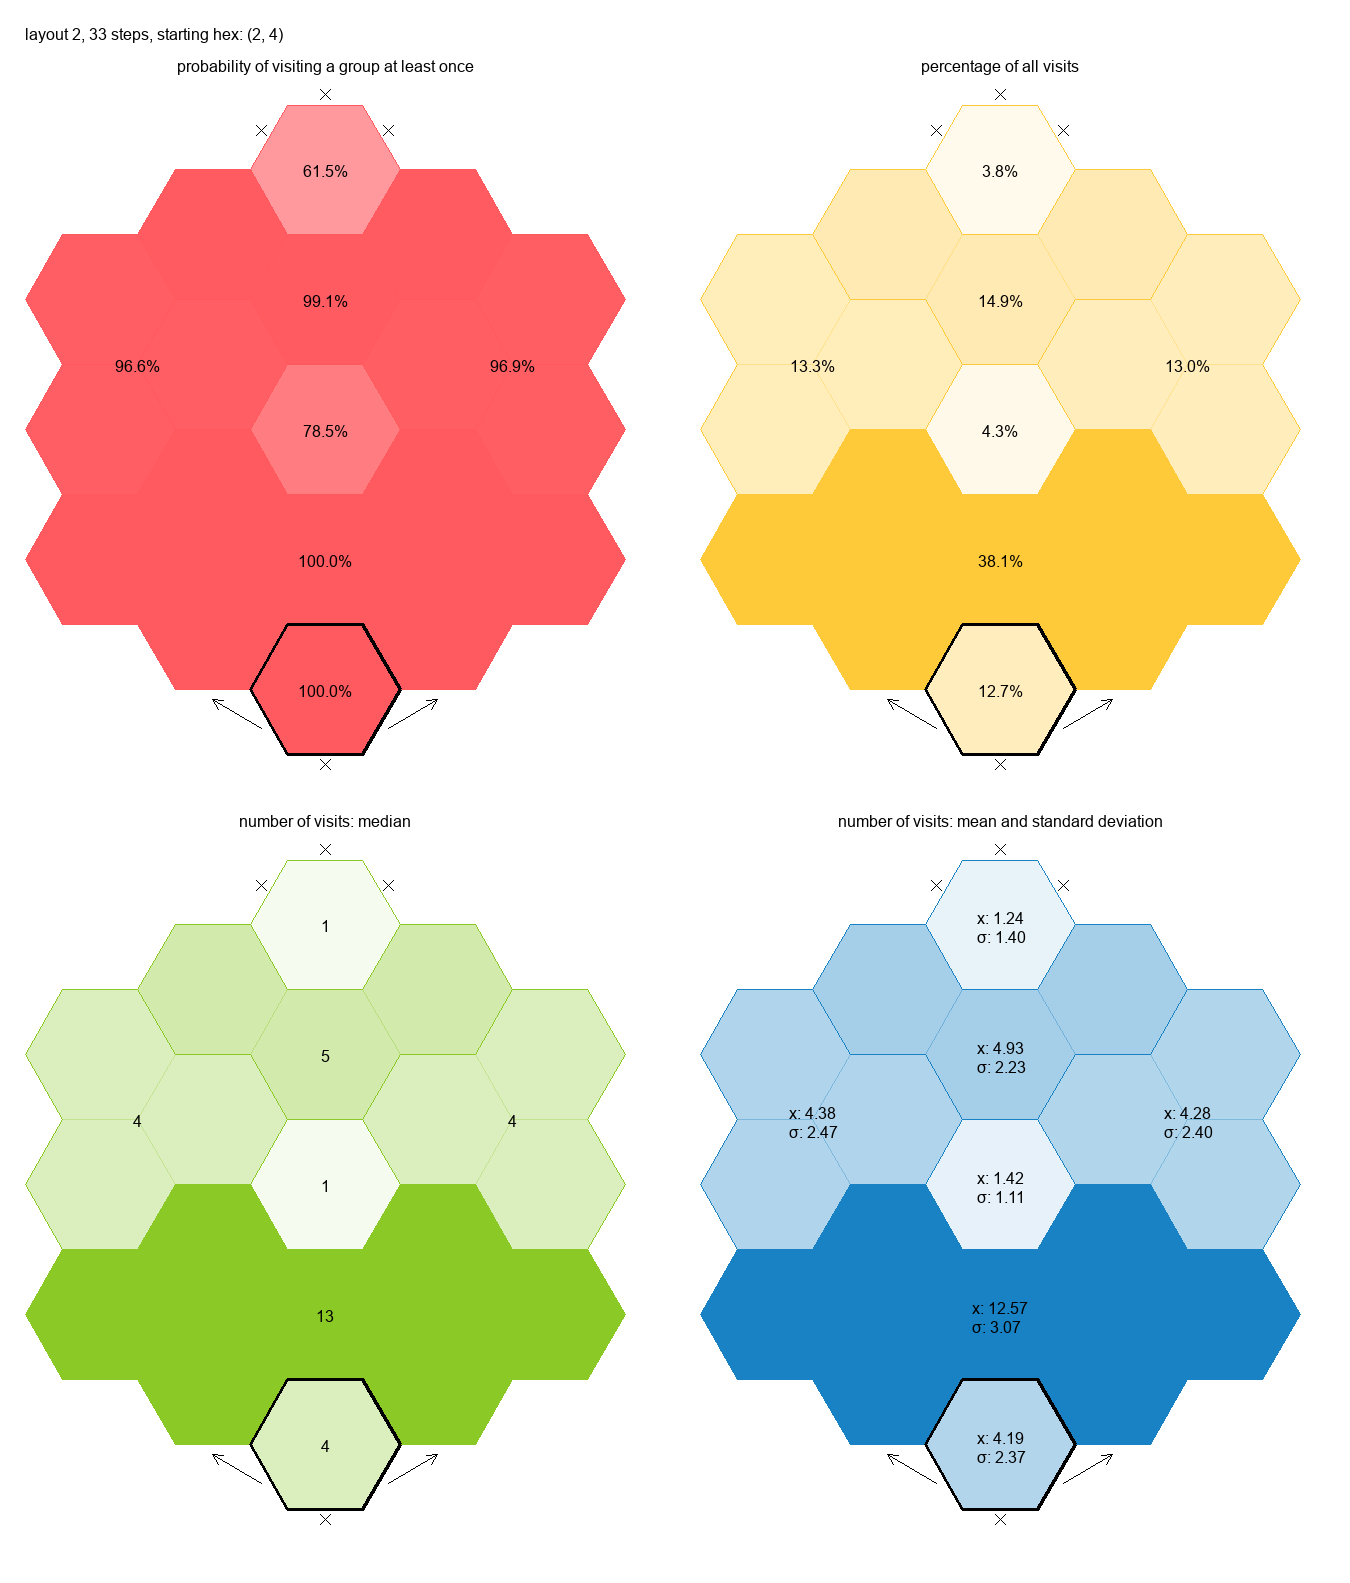 layout 2, 33 steps, starting hex: (2, 4)
probability of visiting a group at least once
61.5%
99.1%
96.6%
96.9%
78.5%
100.0%
100.0%
percentage of all visits
3.8%
14.9%
13.3%
13.0%
4.3%
38.1%
12.7%
number of visits: median
1
5
4
4
1
13
4
number of visits: mean and standard deviation
x: 1.24
σ: 1.40
x: 4.93
σ: 2.23
x: 4.38
σ: 2.47
x: 4.28
σ: 2.40
x: 1.42
σ: 1.11
x: 12.57
σ: 3.07
x: 4.19
σ: 2.37